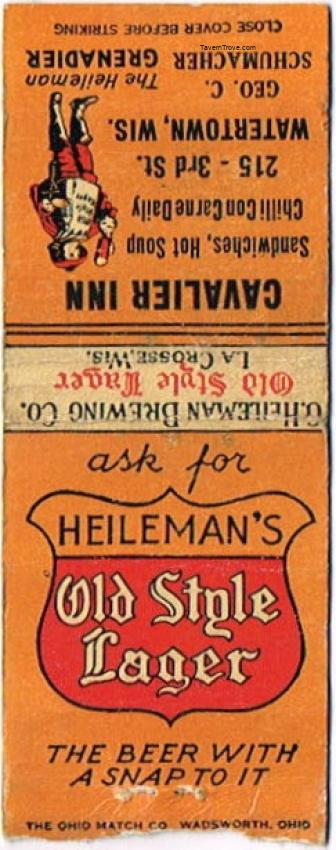 CAVALIER INN
Sandwiches, Hot Soup
Chilli Con Carne Daily
215 - 3rd St.
WATERTOWN, WIS.
GEO. C.
SCHUMACHER
The Heileman
GRENADIER
CLOSE COVER BEFORE STRIKING
TavernTrove.com
G. HEILEMAN BREWING CO.
Old Style Lager
LA CROSSE, WIS.
ask for
HEILEMAN'S
Old Style
Lager
THE BEER WITH
A SNAP TO IT
THE OHIO MATCH CO. WADSWORTH, OHIO